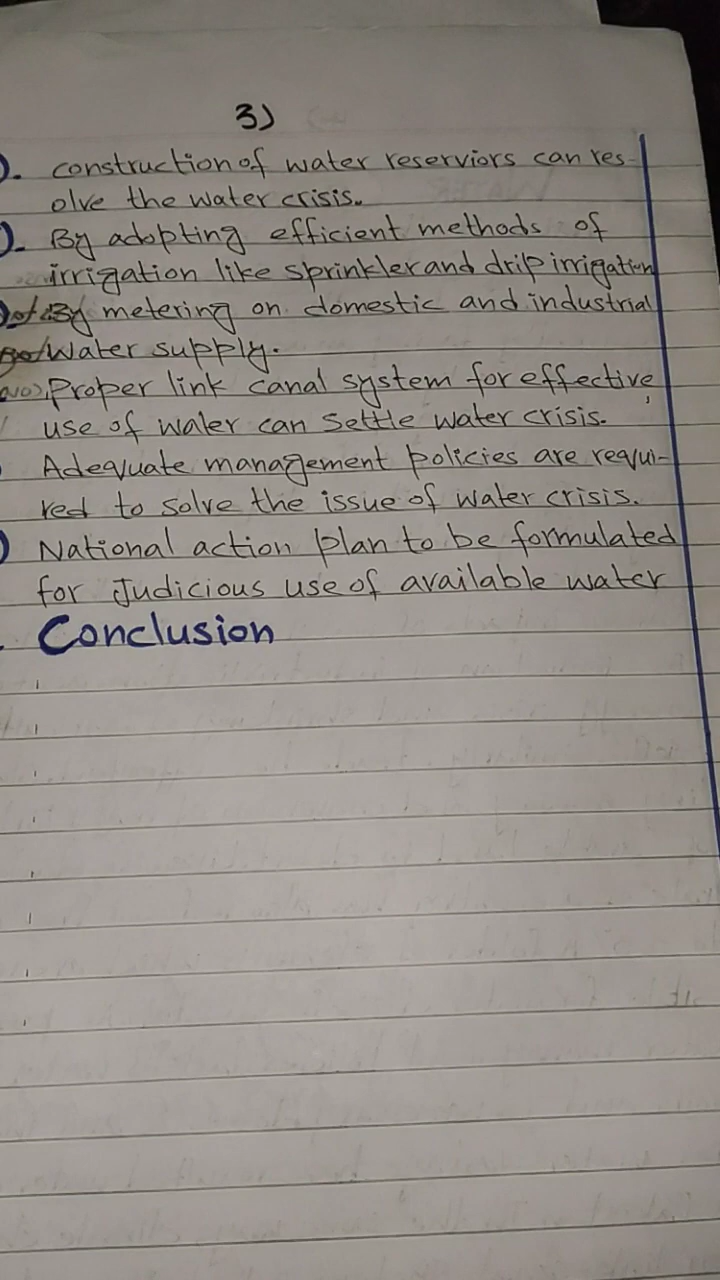 3)
). construction of water reserviors can res-
olve the water crisis.
). By adopting efficient methods of
irrigation like sprinkler and drip irrigation
By metering on domestic and industrial
Water supply.
Proper link canal system for effective
use of water can settle water crisis.
Adequate management policies are requi-
red to solve the issue of water crisis.
) National action plan to be formulated
for Judicious use of available water
Conclusion